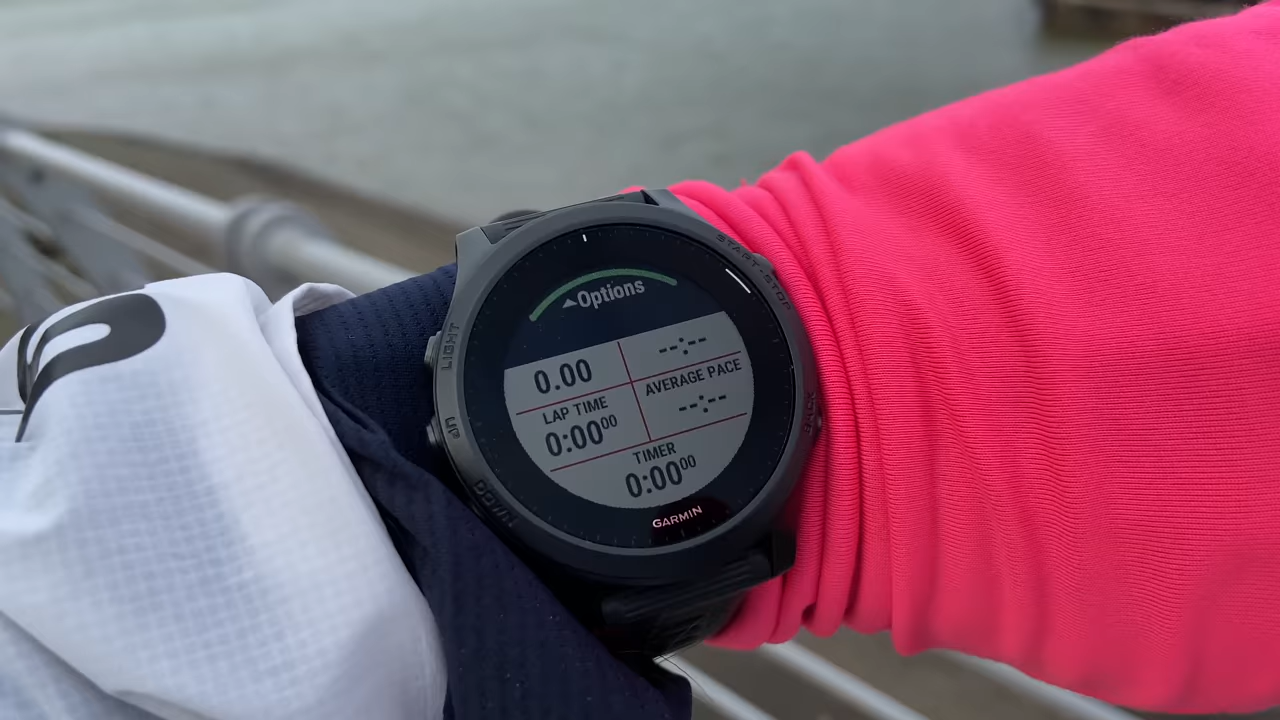 START·STOP
▲Options
0.00
--:--
LAP TIME
AVERAGE PACE
0:00⁰⁰
--:--
TIMER
0:00⁰⁰
GARMIN
LIGHT
UP
DOWN
BACK